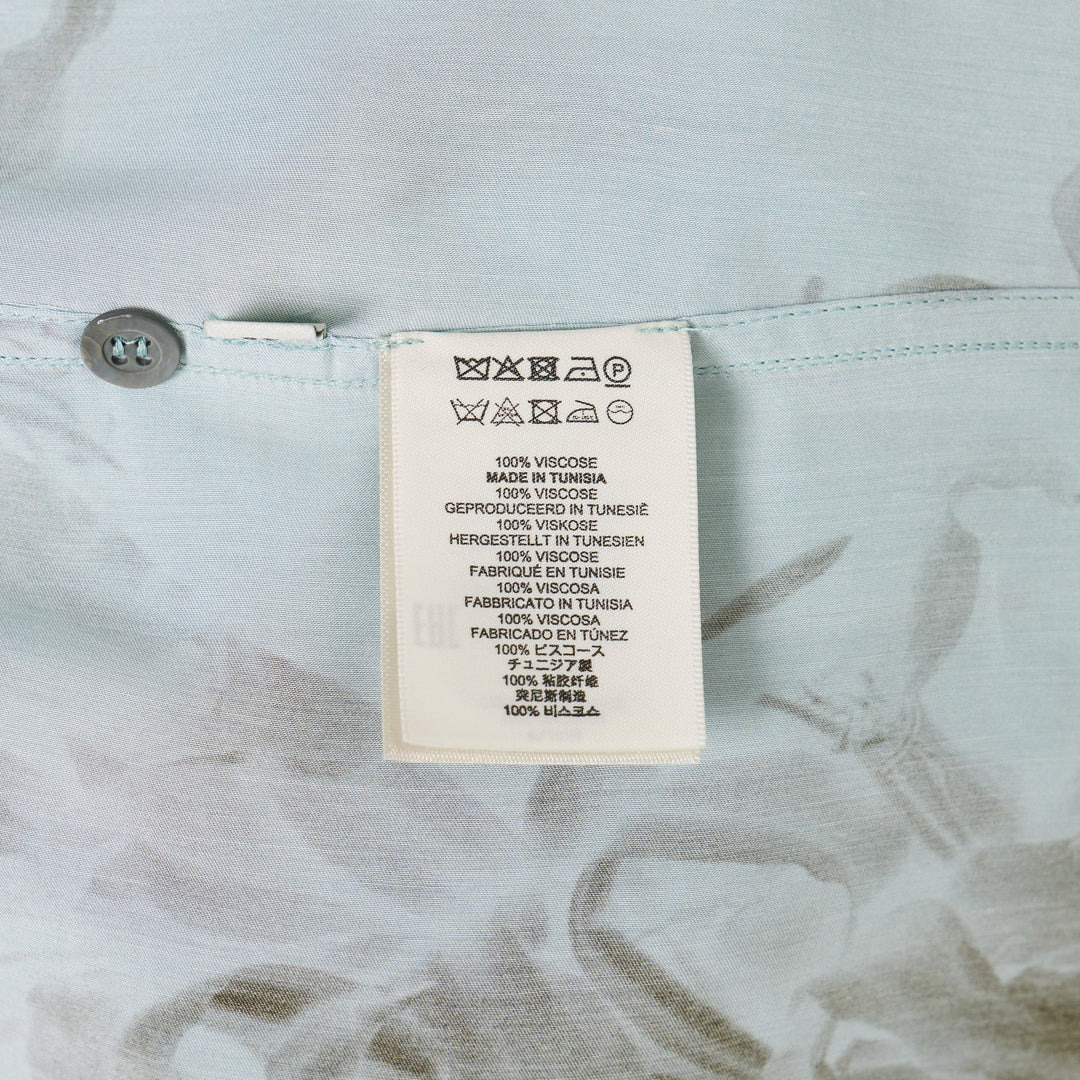 P
100% VISCOSE
MADE IN TUNISIA
100% VISCOSE
GEPRODUCEERD IN TUNESIË
100% VISKOSE
HERGESTELLT IN TUNESIEN
100% VISCOSE
FABRIQUÉ EN TUNISIE
100% VISCOSA
FABBRICATO IN TUNISIA
100% VISCOSA
FABRICADO EN TÚNEZ
100% ビスコース
チュニジア製
100% 粘胶纤维
突尼斯制造
100% 비스코스